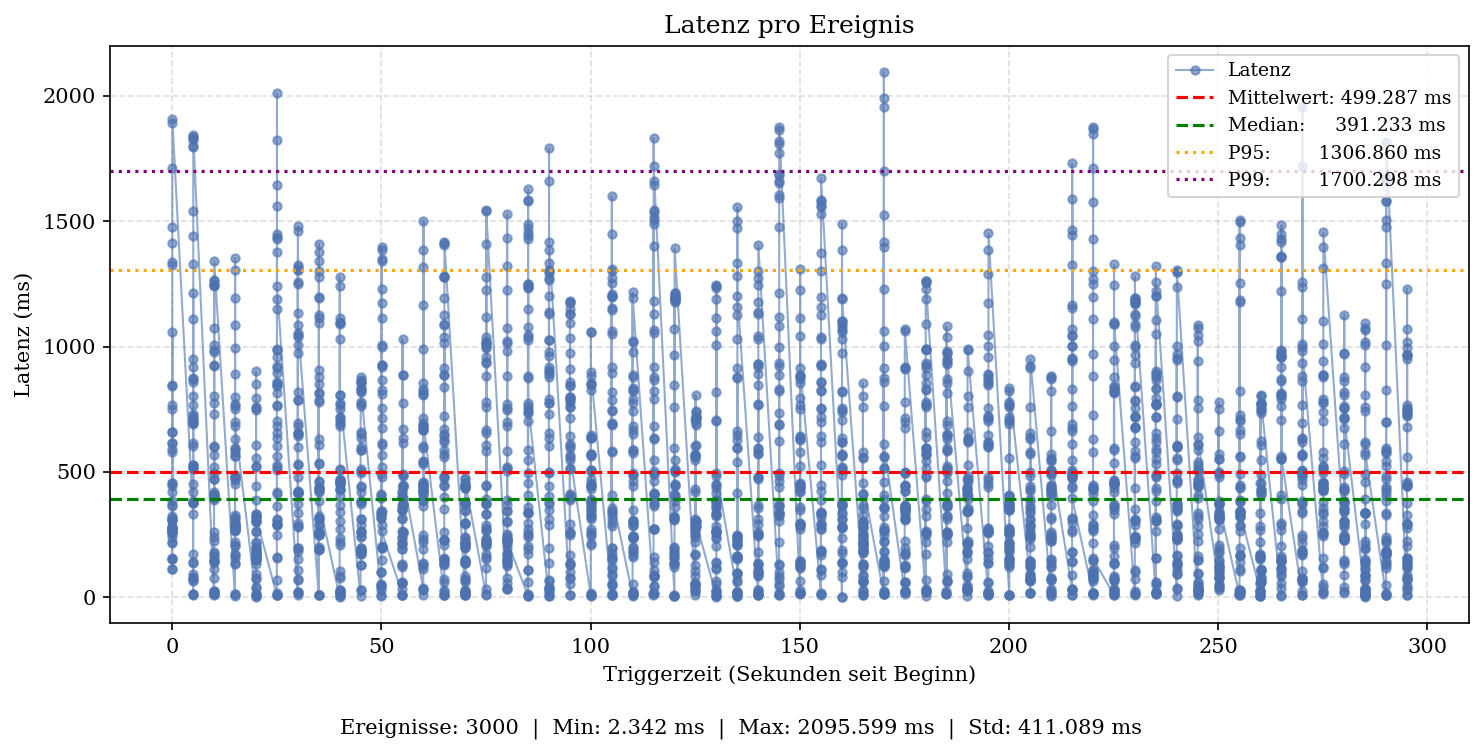 Latenz pro Ereignis
Latenz (ms)
2000
1500
1000
500
0
Latenz
Mittelwert: 499.287 ms
Median: 391.233 ms
P95: 1306.860 ms
P99: 1700.298 ms
0 50 100 150 200 250 300
Triggerzeit (Sekunden seit Beginn)
Ereignisse: 3000 | Min: 2.342 ms | Max: 2095.599 ms | Std: 411.089 ms